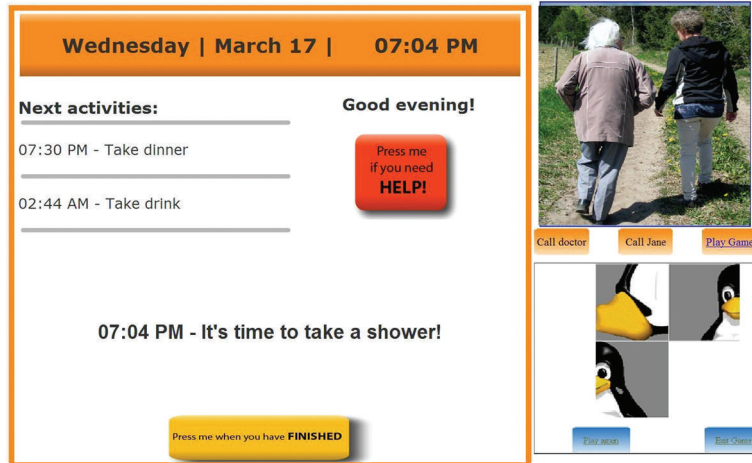 Wednesday | March 17 | 07:04 PM
Next activities:
Good evening!
07:30 PM - Take dinner
02:44 AM - Take drink
Press me
if you need
HELP!
07:04 PM - It's time to take a shower!
Press me when you have FINISHED
Call doctor
Call Jane
Play Game
Play again
Exit Game